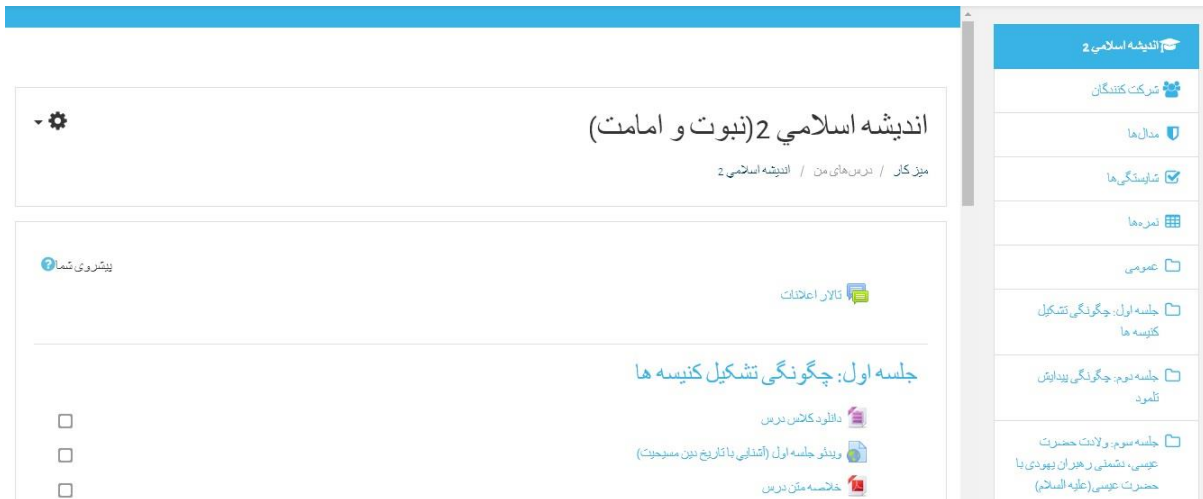 اندیشه اسلامي 2
شرکت کنندگان
مدال‌ها
شایستگی‌ها
نمره‌ها
عمومی
جلسه اول: چگونگی تشکیل
کنیسه ها
جلسه دوم: چگونگی پیدایش
تلمود
جلسه سوم: ولادت حضرت
عیسی، دشمنی رهبران یهودی با
حضرت عیسی(علیه السلام)
اندیشه اسلامي 2(نبوت و امامت)
میز کار / درس‌های من / اندیشه اسلامي 2
پیشروی شما
تالار اعلانات
جلسه اول: چگونگی تشکیل کنیسه ها
دانلود کلاس درس
ویدئو جلسه اول (آشنایی با تاریخ دین مسیحیت)
خلاصه متن درس